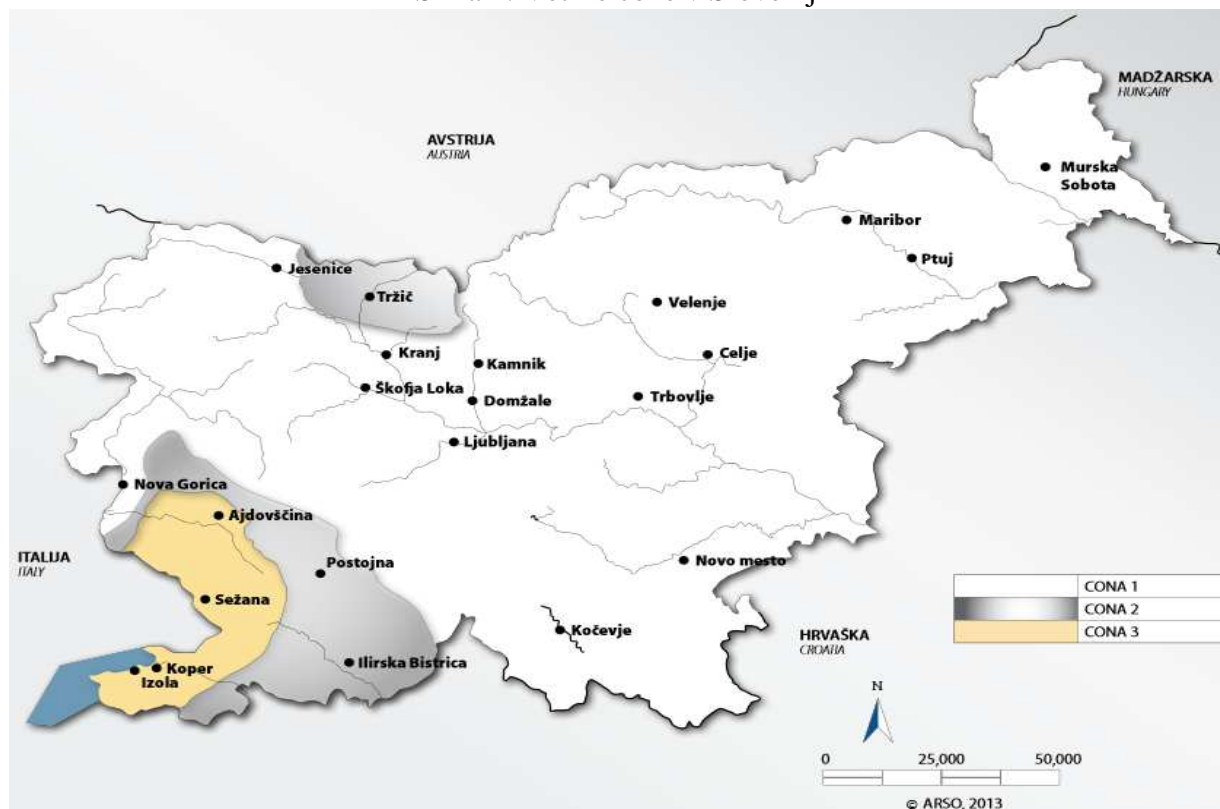 MADŽARSKA
HUNGARY
AVSTRIJA
AUSTRIA
Murska
Sobota
Maribor
Ptuj
Jesenice
Tržič
Velenje
Kranj
Celje
Kamnik
Škofja Loka
Domžale
Trbovlje
Ljubljana
Nova Gorica
Ajdovščina
ITALIJA
ITALY
Postojna
Novo mesto
Sežana
CONA 1
CONA 2
CONA 3
Kočevje
HRVAŠKA
CROATIA
Koper
Izola
Ilirska Bistrica
N
0 25,000 50,000
© ARSO, 2013